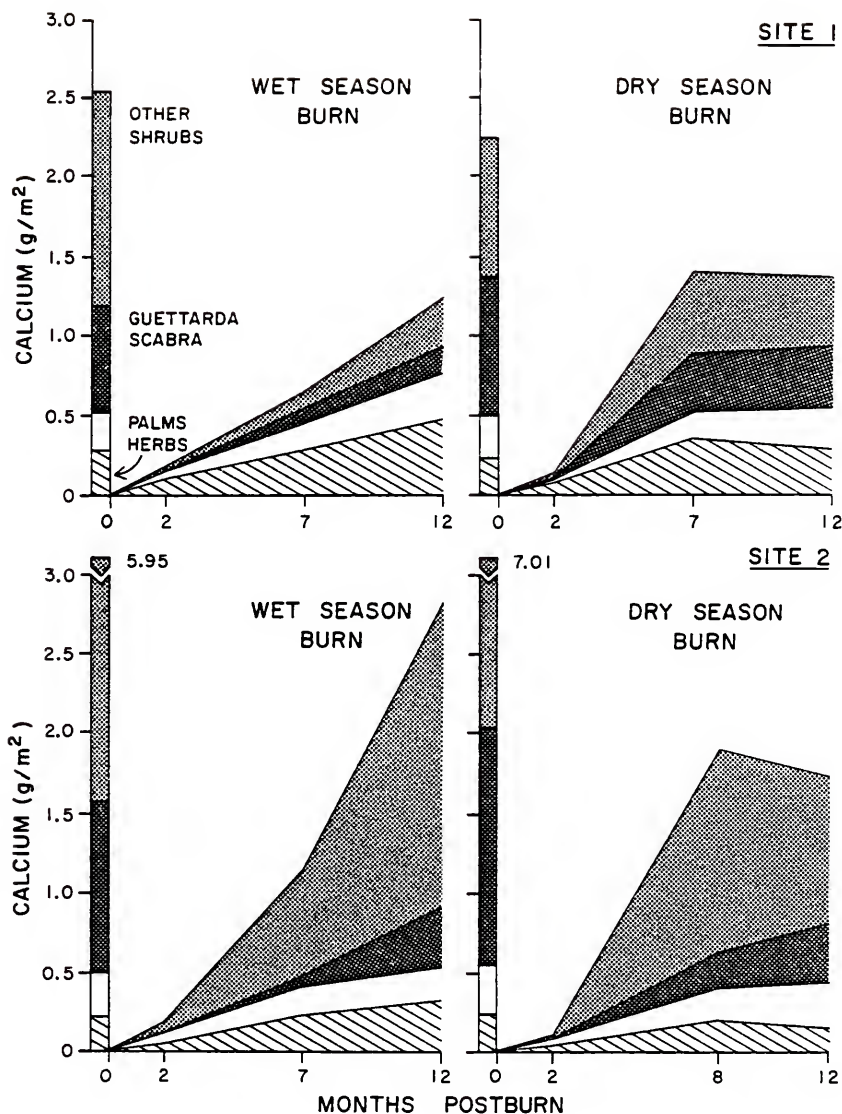 SITE 1
WET SEASON
BURN
DRY SEASON
BURN
CALCIUM (g/m²)
3.0
2.5
2.0
1.5
1.0
0.5
0
OTHER
SHRUBS
GUETTARDA
SCABRA
PALMS
HERBS
0 2 7 12
0 2 7 12
SITE 2
5.95
7.01
WET SEASON
BURN
DRY SEASON
BURN
CALCIUM (g/m²)
3.0
2.5
2.0
1.5
1.0
0.5
0
0 2 7 12
0 2 8 12
MONTHS POSTBURN